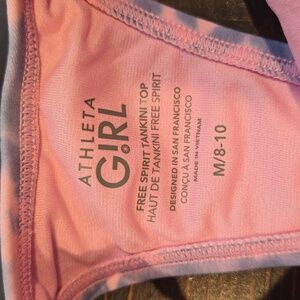 ATHLETA
GIRL
FREE SPIRIT TANKINI TOP
HAUT DE TANKINI FREE SPIRIT
DESIGNED IN SAN FRANCISCO
CONÇU À SAN FRANCISCO
MADE IN VIETNAM
M/8-10